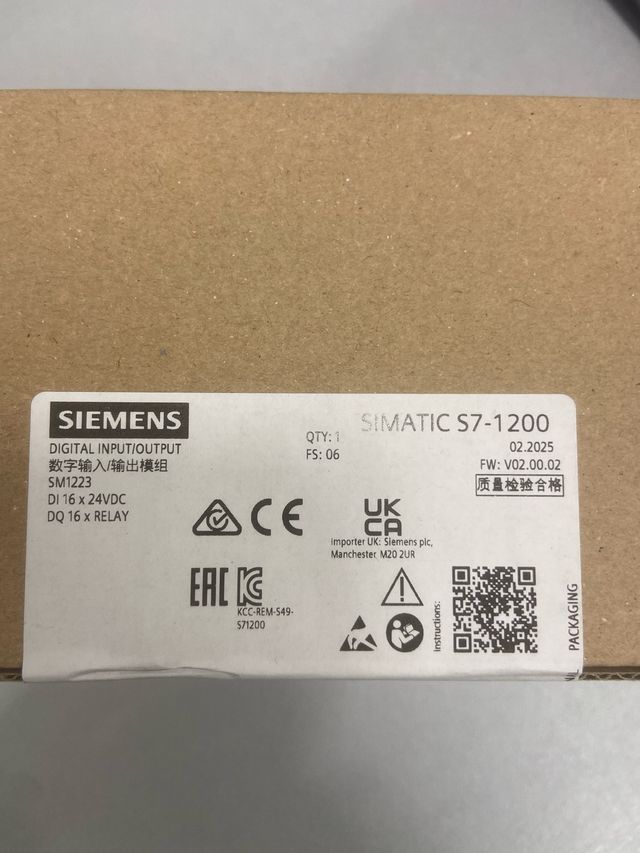 SIEMENS
DIGITAL INPUT/OUTPUT
数字输入/输出模组
SM1223
DI 16 x 24VDC
DQ 16 x RELAY
QTY: 1
FS: 06
SIMATIC S7-1200
02.2025
FW: V02.00.02
质量检验合格
CE
UK
CA
Importer UK: Siemens plc,
Manchester M20 2UR
EAC
KCC-REM-S49-
S71200
Instructions:
PACKAGING